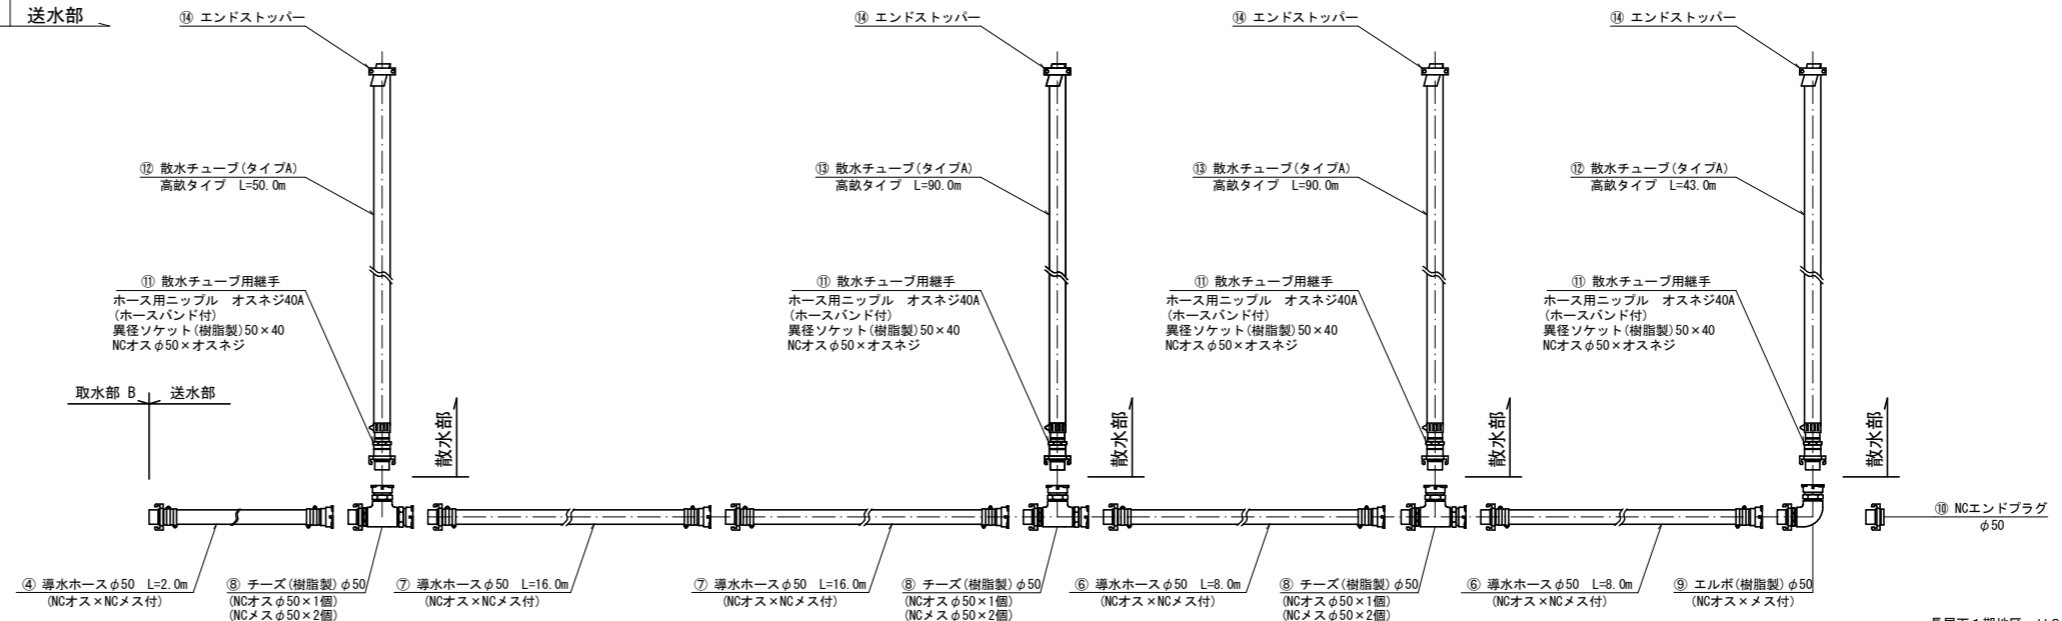 送水部
⑭ エンドストッパー
⑭ エンドストッパー
⑭ エンドストッパー
⑭ エンドストッパー
⑫ 散水チューブ(タイプA)
高畝タイプ L=50.0m
⑬ 散水チューブ(タイプA)
高畝タイプ L=90.0m
⑬ 散水チューブ(タイプA)
高畝タイプ L=90.0m
⑫ 散水チューブ(タイプA)
高畝タイプ L=43.0m
⑪ 散水チューブ用継手
ホース用ニップル オスネジ40A
(ホースバンド付)
異径ソケット(樹脂製)50×40
NCオスφ50×オスネジ
⑪ 散水チューブ用継手
ホース用ニップル オスネジ40A
(ホースバンド付)
異径ソケット(樹脂製)50×40
NCオスφ50×オスネジ
⑪ 散水チューブ用継手
ホース用ニップル オスネジ40A
(ホースバンド付)
異径ソケット(樹脂製)50×40
NCオスφ50×オスネジ
⑪ 散水チューブ用継手
ホース用ニップル オスネジ40A
(ホースバンド付)
異径ソケット(樹脂製)50×40
NCオスφ50×オスネジ
取水部 B 送水部
散水部
散水部
散水部
散水部
⑩ NCエンドプラグ
φ50
④ 導水ホースφ50 L=2.0m
(NCオス×NCメス付)
⑧ チーズ(樹脂製)φ50
(NCオスφ50×1個)
(NCメスφ50×2個)
⑦ 導水ホースφ50 L=16.0m
(NCオス×NCメス付)
⑦ 導水ホースφ50 L=16.0m
(NCオス×NCメス付)
⑧ チーズ(樹脂製)φ50
(NCオスφ50×1個)
(NCメスφ50×2個)
⑥ 導水ホースφ50 L=8.0m
(NCオス×NCメス付)
⑧ チーズ(樹脂製)φ50
(NCオスφ50×1個)
(NCメスφ50×2個)
⑥ 導水ホースφ50 L=8.0m
(NCオス×NCメス付)
⑨ エルボ(樹脂製)φ50
(NCオス×メス付)